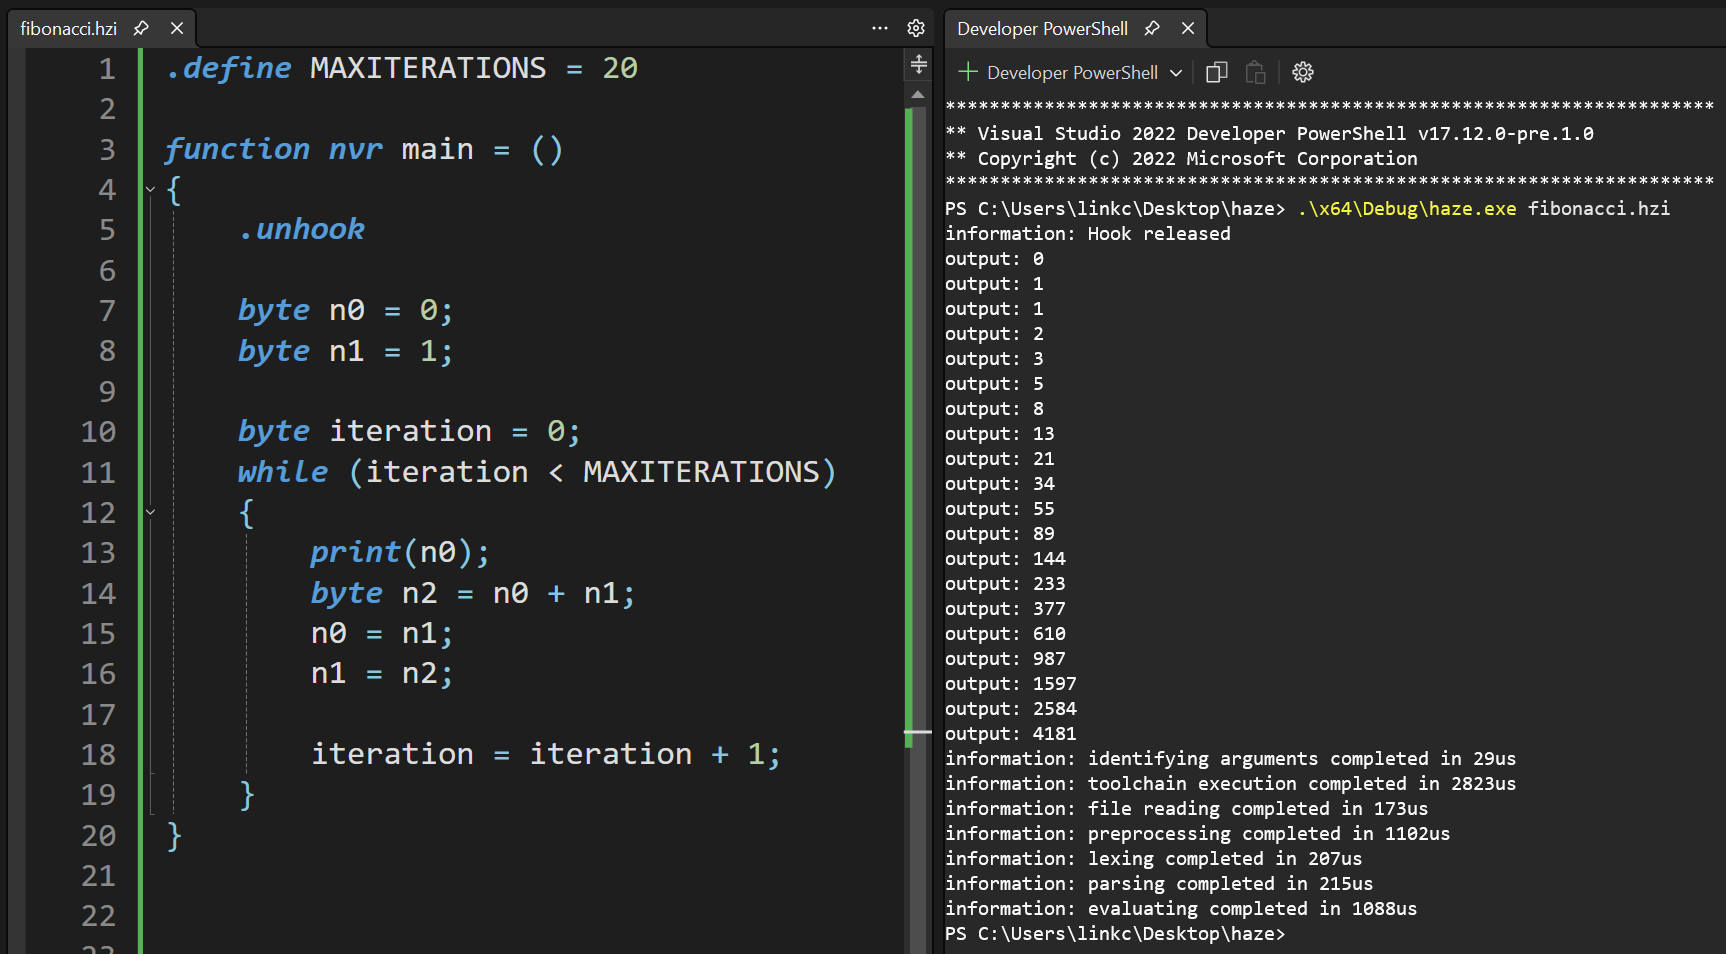 fibonacci.hzi
1 .define MAXITERATIONS = 20
2
3 function nvr main = ()
4 {
5 .unhook
6
7 byte n0 = 0;
8 byte n1 = 1;
9
10 byte iteration = 0;
11 while (iteration < MAXITERATIONS)
12 {
13 print(n0);
14 byte n2 = n0 + n1;
15 n0 = n1;
16 n1 = n2;
17
18 iteration = iteration + 1;
19 }
20 }
21
22
Developer PowerShell
Developer PowerShell
**********************************************************************
** Visual Studio 2022 Developer PowerShell v17.12.0-pre.1.0
** Copyright (c) 2022 Microsoft Corporation
**********************************************************************
PS C:\Users\linkc\Desktop\haze> .\x64\Debug\haze.exe fibonacci.hzi
information: Hook released
output: 0
output: 1
output: 1
output: 2
output: 3
output: 5
output: 8
output: 13
output: 21
output: 34
output: 55
output: 89
output: 144
output: 233
output: 377
output: 610
output: 987
output: 1597
output: 2584
output: 4181
information: identifying arguments completed in 29us
information: toolchain execution completed in 2823us
information: file reading completed in 173us
information: preprocessing completed in 1102us
information: lexing completed in 207us
information: parsing completed in 215us
information: evaluating completed in 1088us
PS C:\Users\linkc\Desktop\haze>